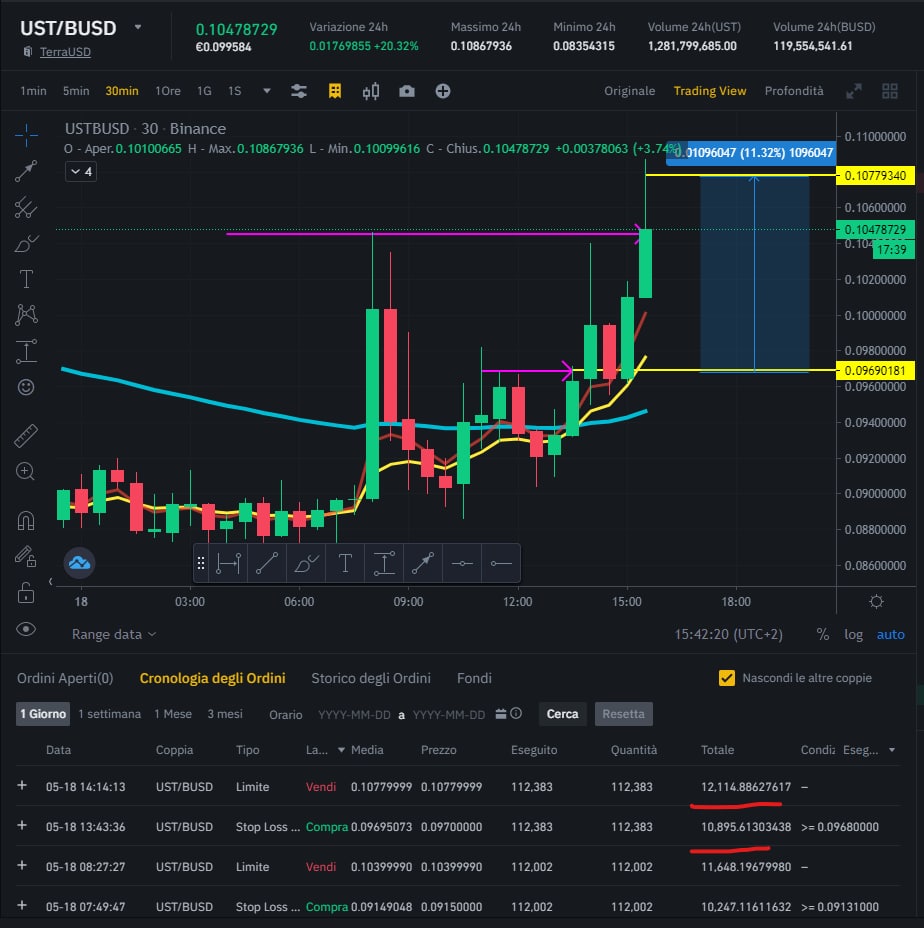 UST/BUSD
TerraUSD
0.10478729
€0.099584
Variazione 24h
0.01769855 +20.32%
Massimo 24h
0.10867936
Minimo 24h
0.08354315
Volume 24h(UST)
1,281,799,685.00
Volume 24h(BUSD)
119,554,541.61
1min 5min 30min 1Ore 1G 1S
Originale Trading View Profondità
USTBUSD · 30 · Binance
O - Aper.0.10100665 H - Max.0.10867936 L - Min.0.10099616 C - Chius.0.10478729 +0.00378063 (+3.74%)
4
0.01096047 (11.32%) 1096047
0.11000000
0.10779340
0.10600000
0.10478729
17:39
0.10200000
0.10000000
0.09800000
0.09690181
0.09600000
0.09400000
0.09200000
0.09000000
0.08800000
0.08600000
18 03:00 06:00 09:00 12:00 15:00 18:00
Range data
15:42:20 (UTC+2) % log auto
Ordini Aperti(0) Cronologia degli Ordini Storico degli Ordini Fondi
Nascondi le altre coppie
1 Giorno 1 settimana 1 Mese 3 mesi Orario YYYY-MM-DD a YYYY-MM-DD Cerca Resetta
Data Coppia Tipo La... Media Prezzo Eseguito Quantità Totale Condiz Eseg...
05-18 14:14:13 UST/BUSD Limite Vendi 0.10779999 0.10779999 112,383 112,383 12,114.88627617 –
05-18 13:43:36 UST/BUSD Stop Loss ... Compra 0.09695073 0.09700000 112,383 112,383 10,895.61303438 >= 0.09680000
05-18 08:27:27 UST/BUSD Limite Vendi 0.10399990 0.10399990 112,002 112,002 11,648.19679980 –
05-18 07:49:47 UST/BUSD Stop Loss ... Compra 0.09149048 0.09150000 112,002 112,002 10,247.11611632 >= 0.09131000